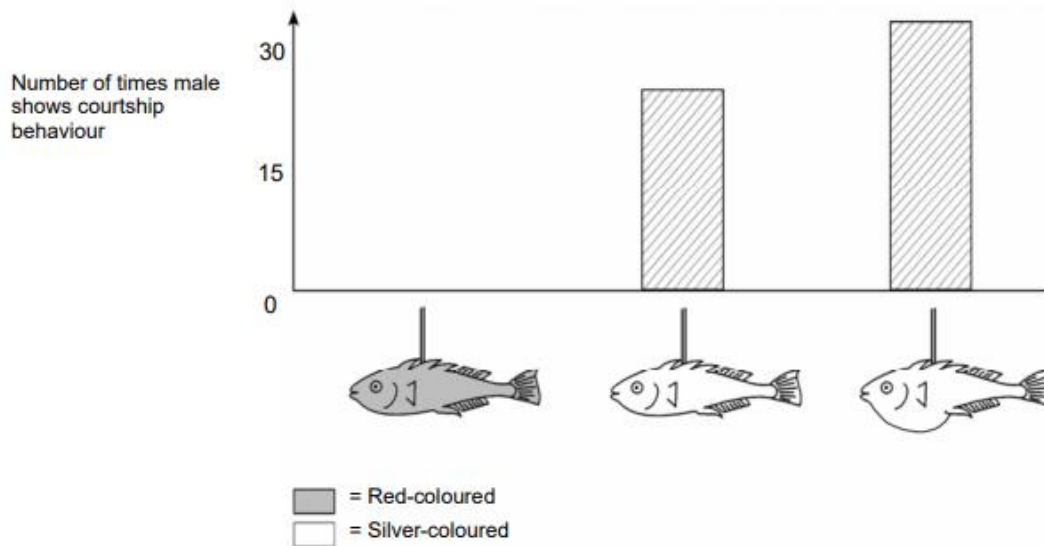 30
Number of times male
shows courtship
behaviour
15
0
= Red-coloured
= Silver-coloured